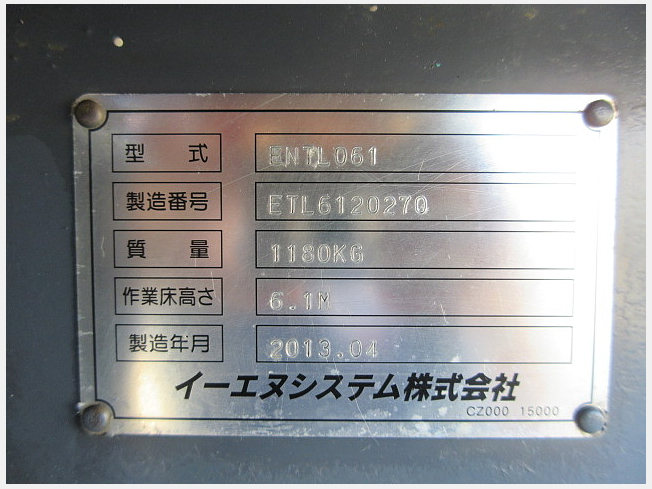 型式 ENTL061
製造番号 ETL6120270
質量 1180KG
作業床高さ 6.1M
製造年月 2013.04
イーエヌシステム株式会社
CZ000 15000